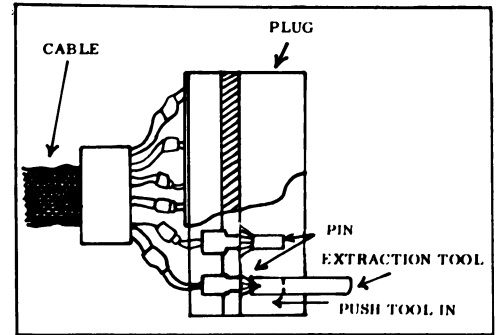 PLUG
CABLE
PIN
EXTRACTION TOOL
PUSH TOOL IN